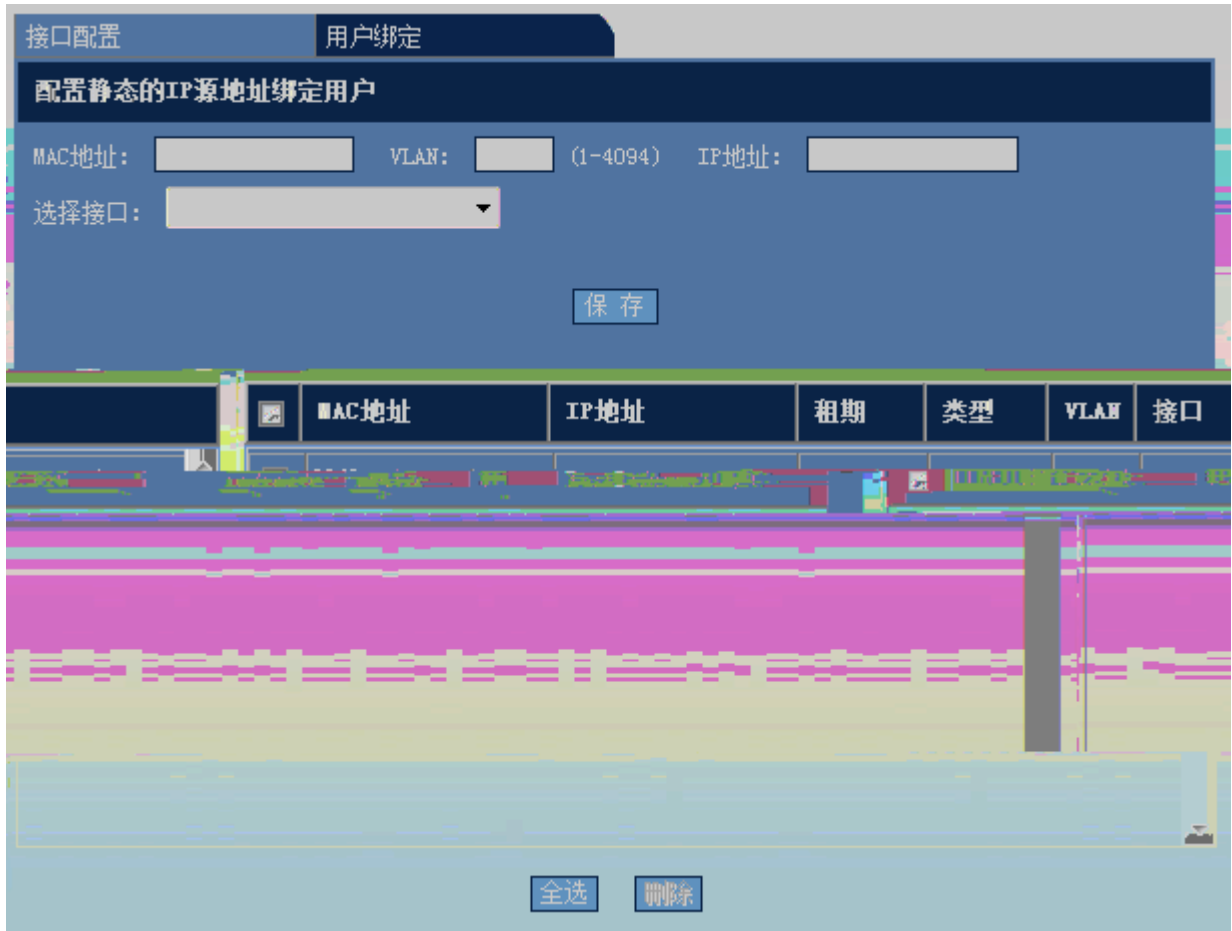 接口配置 用户绑定
配置静态的IP源地址绑定用户
MAC地址: VLAN: (1-4094) IP地址:
选择接口:
保 存
MAC地址 IP地址 租期 类型 VLAN 接口
全选 删除